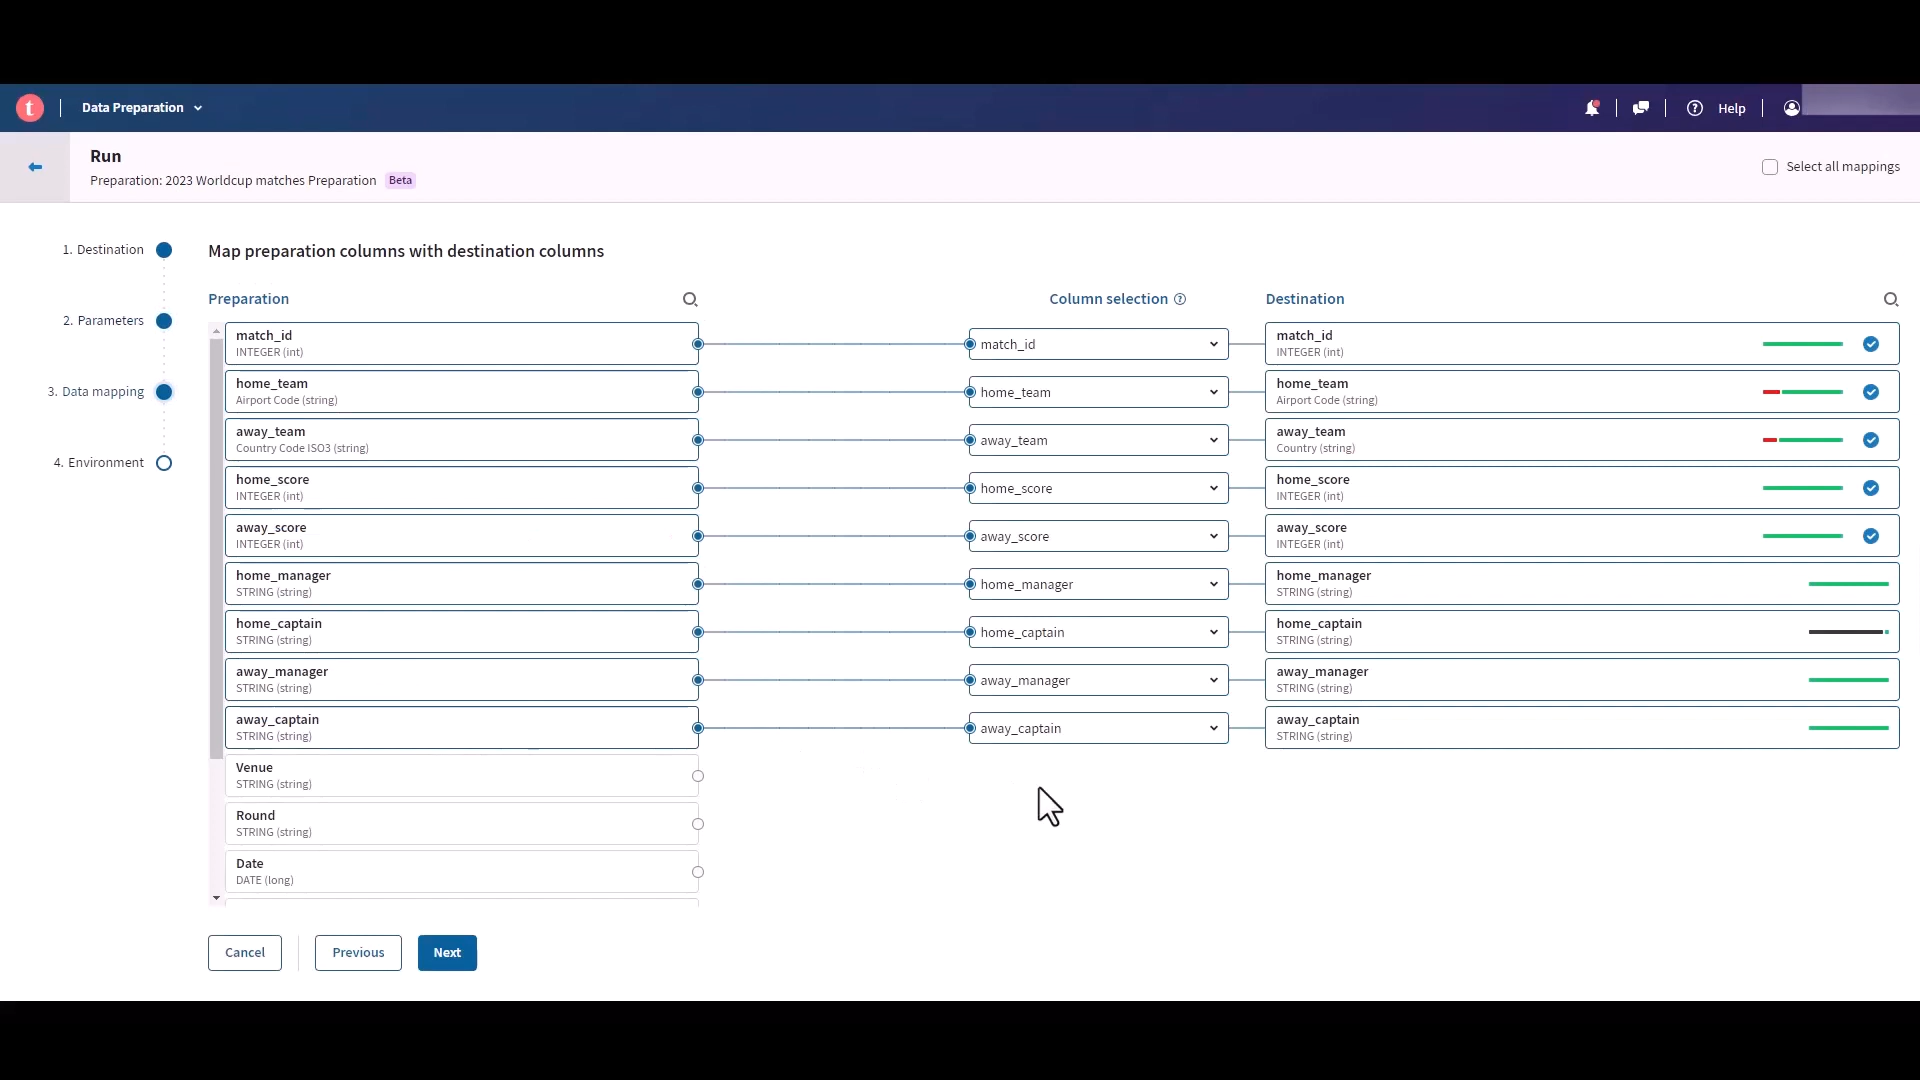 t
Data Preparation
Help
Run
Preparation: 2023 Worldcup matches Preparation Beta
Select all mappings
1. Destination
2. Parameters
3. Data mapping
4. Environment
Map preparation columns with destination columns
Preparation
Column selection ?
Destination
match_id
INTEGER (int)
match_id
match_id
INTEGER (int)
home_team
Airport Code (string)
home_team
home_team
Airport Code (string)
away_team
Country Code ISO3 (string)
away_team
away_team
Country (string)
home_score
INTEGER (int)
home_score
home_score
INTEGER (int)
away_score
INTEGER (int)
away_score
away_score
INTEGER (int)
home_manager
STRING (string)
home_manager
home_manager
STRING (string)
home_captain
STRING (string)
home_captain
home_captain
STRING (string)
away_manager
STRING (string)
away_manager
away_manager
STRING (string)
away_captain
STRING (string)
away_captain
away_captain
STRING (string)
Venue
STRING (string)
Round
STRING (string)
Date
DATE (long)
Cancel
Previous
Next